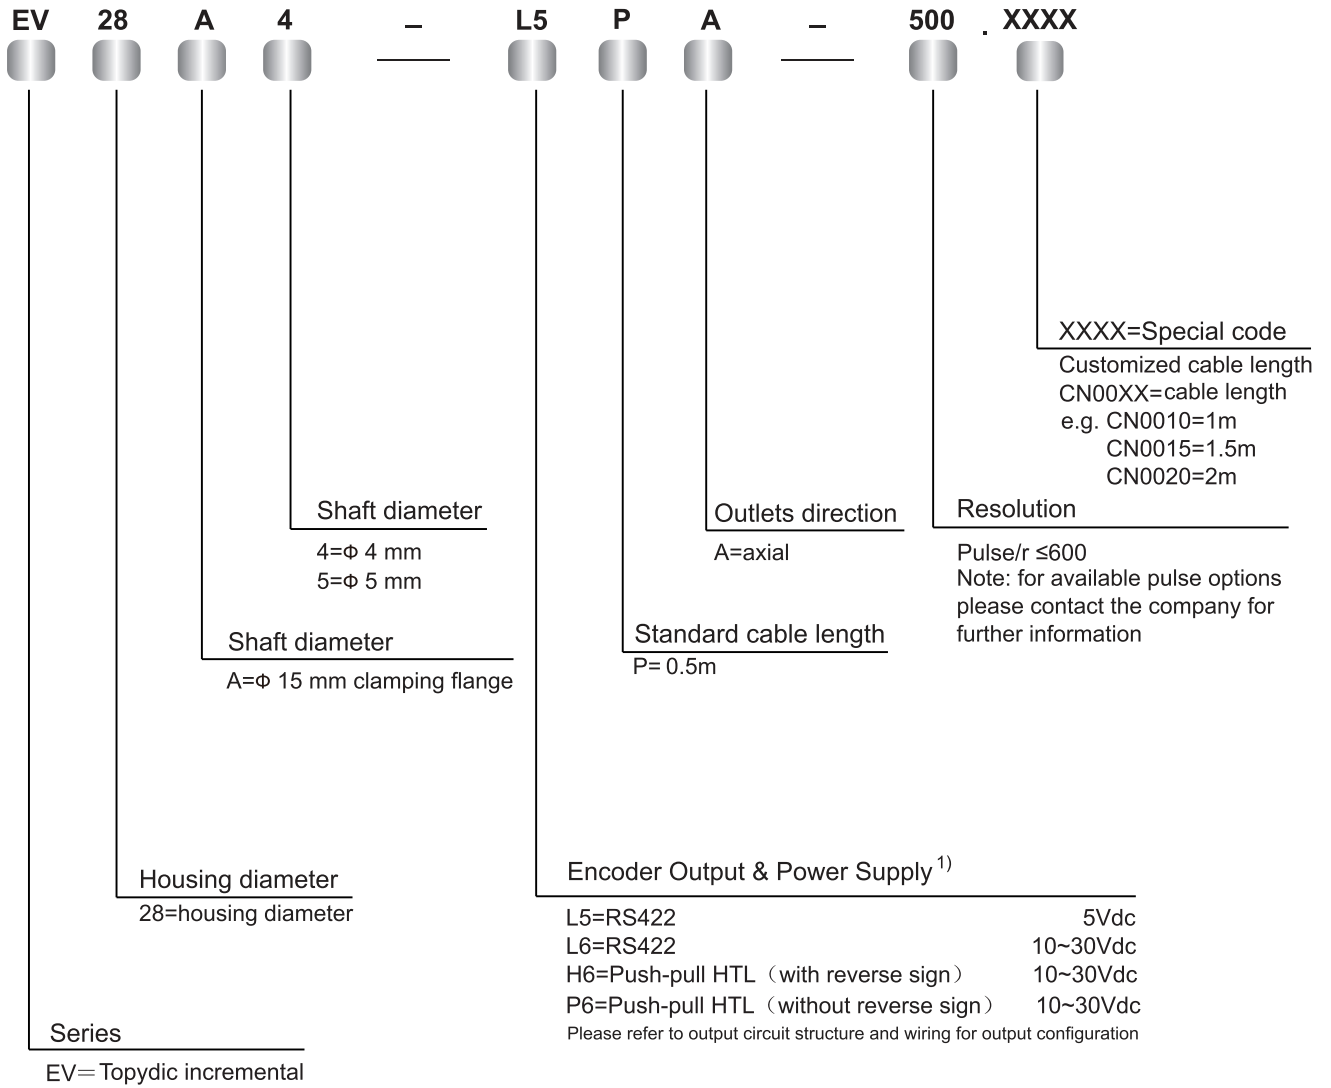 EV 28 A 4 – L5 P A – 500 . XXXX
XXXX=Special code
Customized cable length
CN00XX=cable length
e.g. CN0010=1m
CN0015=1.5m
CN0020=2m
Shaft diameter
4=Φ 4 mm
5=Φ 5 mm
Outlets direction
A=axial
Resolution
Pulse/r ≤600
Note: for available pulse options
please contact the company for
further information
Shaft diameter
A=Φ 15 mm clamping flange
Standard cable length
P= 0.5m
Housing diameter
28=housing diameter
Encoder Output & Power Supply 1)
L5=RS422 5Vdc
L6=RS422 10~30Vdc
H6=Push-pull HTL（with reverse sign） 10~30Vdc
P6=Push-pull HTL（without reverse sign） 10~30Vdc
Please refer to output circuit structure and wiring for output configuration
Series
EV＝Topydic incremental